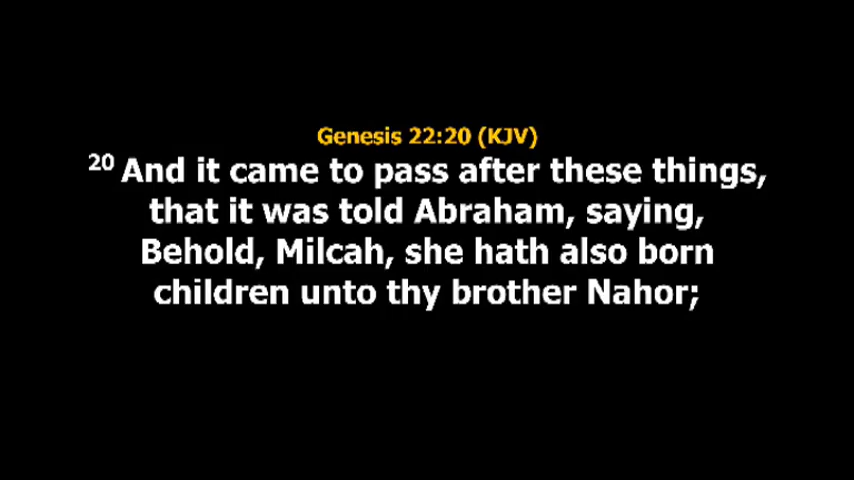 Genesis 22:20 (KJV)
20 And it came to pass after these things,
that it was told Abraham, saying,
Behold, Milcah, she hath also born
children unto thy brother Nahor;